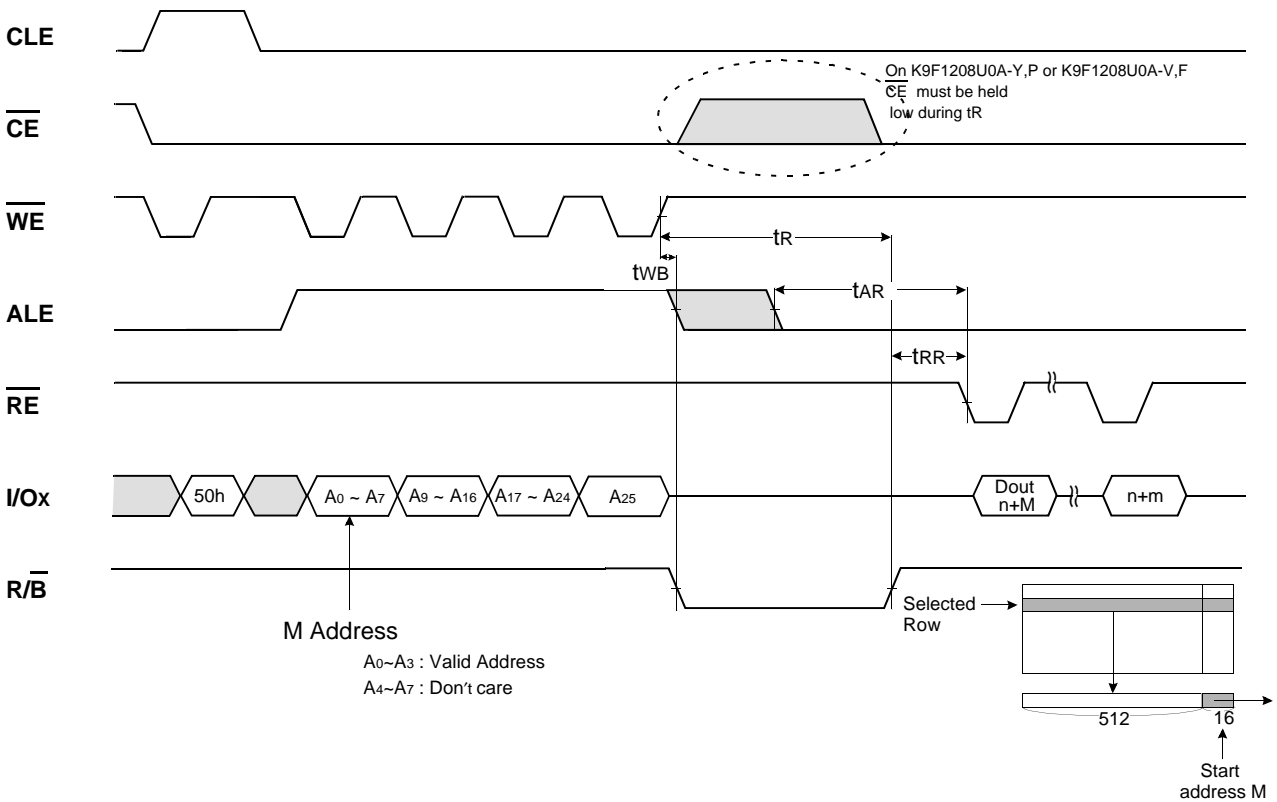 CLE
On K9F1208U0A-Y,P or K9F1208U0A-V,F
CE must be held
low during tR
CE
WE
tR
tWB
tAR
ALE
tRR
RE
I/Ox
50h
A0 ~ A7
A9 ~ A16
A17 ~ A24
A25
Dout
n+M
n+m
R/B
Selected
Row
M Address
A0~A3 : Valid Address
A4~A7 : Don't care
512
16
Start
address M